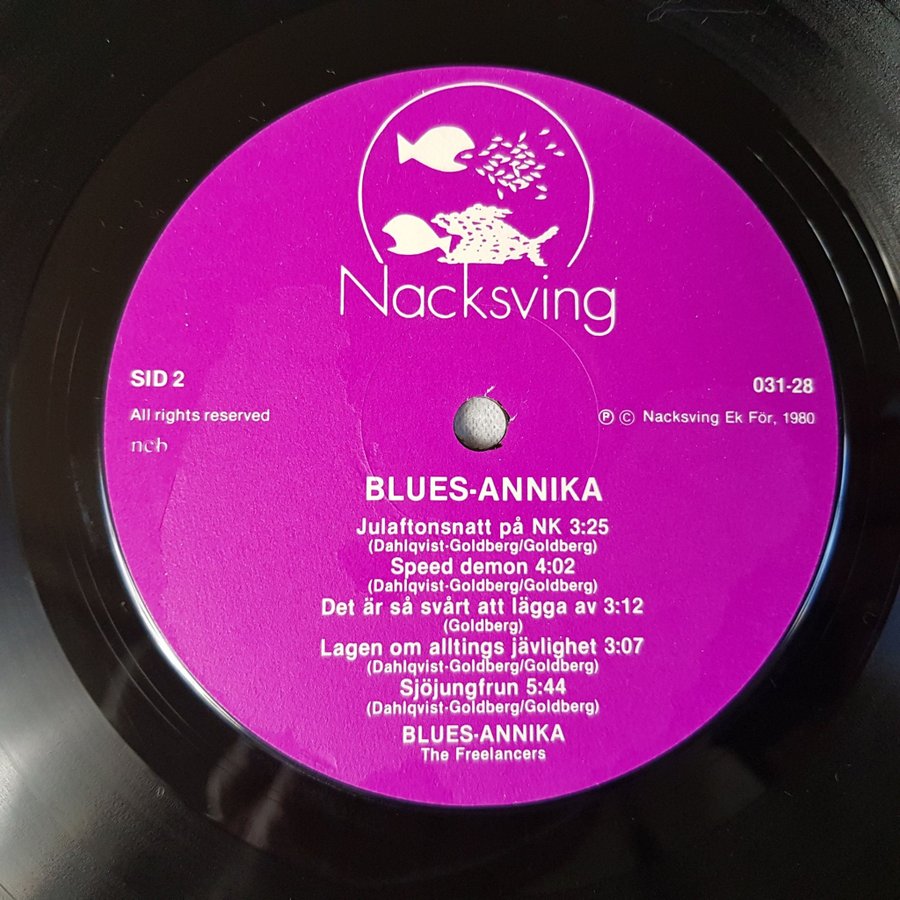 Nacksving
SID 2
031-28
All rights reserved
Ⓟ © Nacksving Ek För, 1980
ncb
BLUES-ANNIKA
Julaftonsnatt på NK 3:25
(Dahlqvist-Goldberg/Goldberg)
Speed demon 4:02
(Dahlqvist-Goldberg/Goldberg)
Det är så svårt att lägga av 3:12
(Goldberg)
Lagen om alltings jävlighet 3:07
(Dahlqvist-Goldberg/Goldberg)
Sjöjungfrun 5:44
(Dahlqvist-Goldberg/Goldberg)
BLUES-ANNIKA
The Freelancers